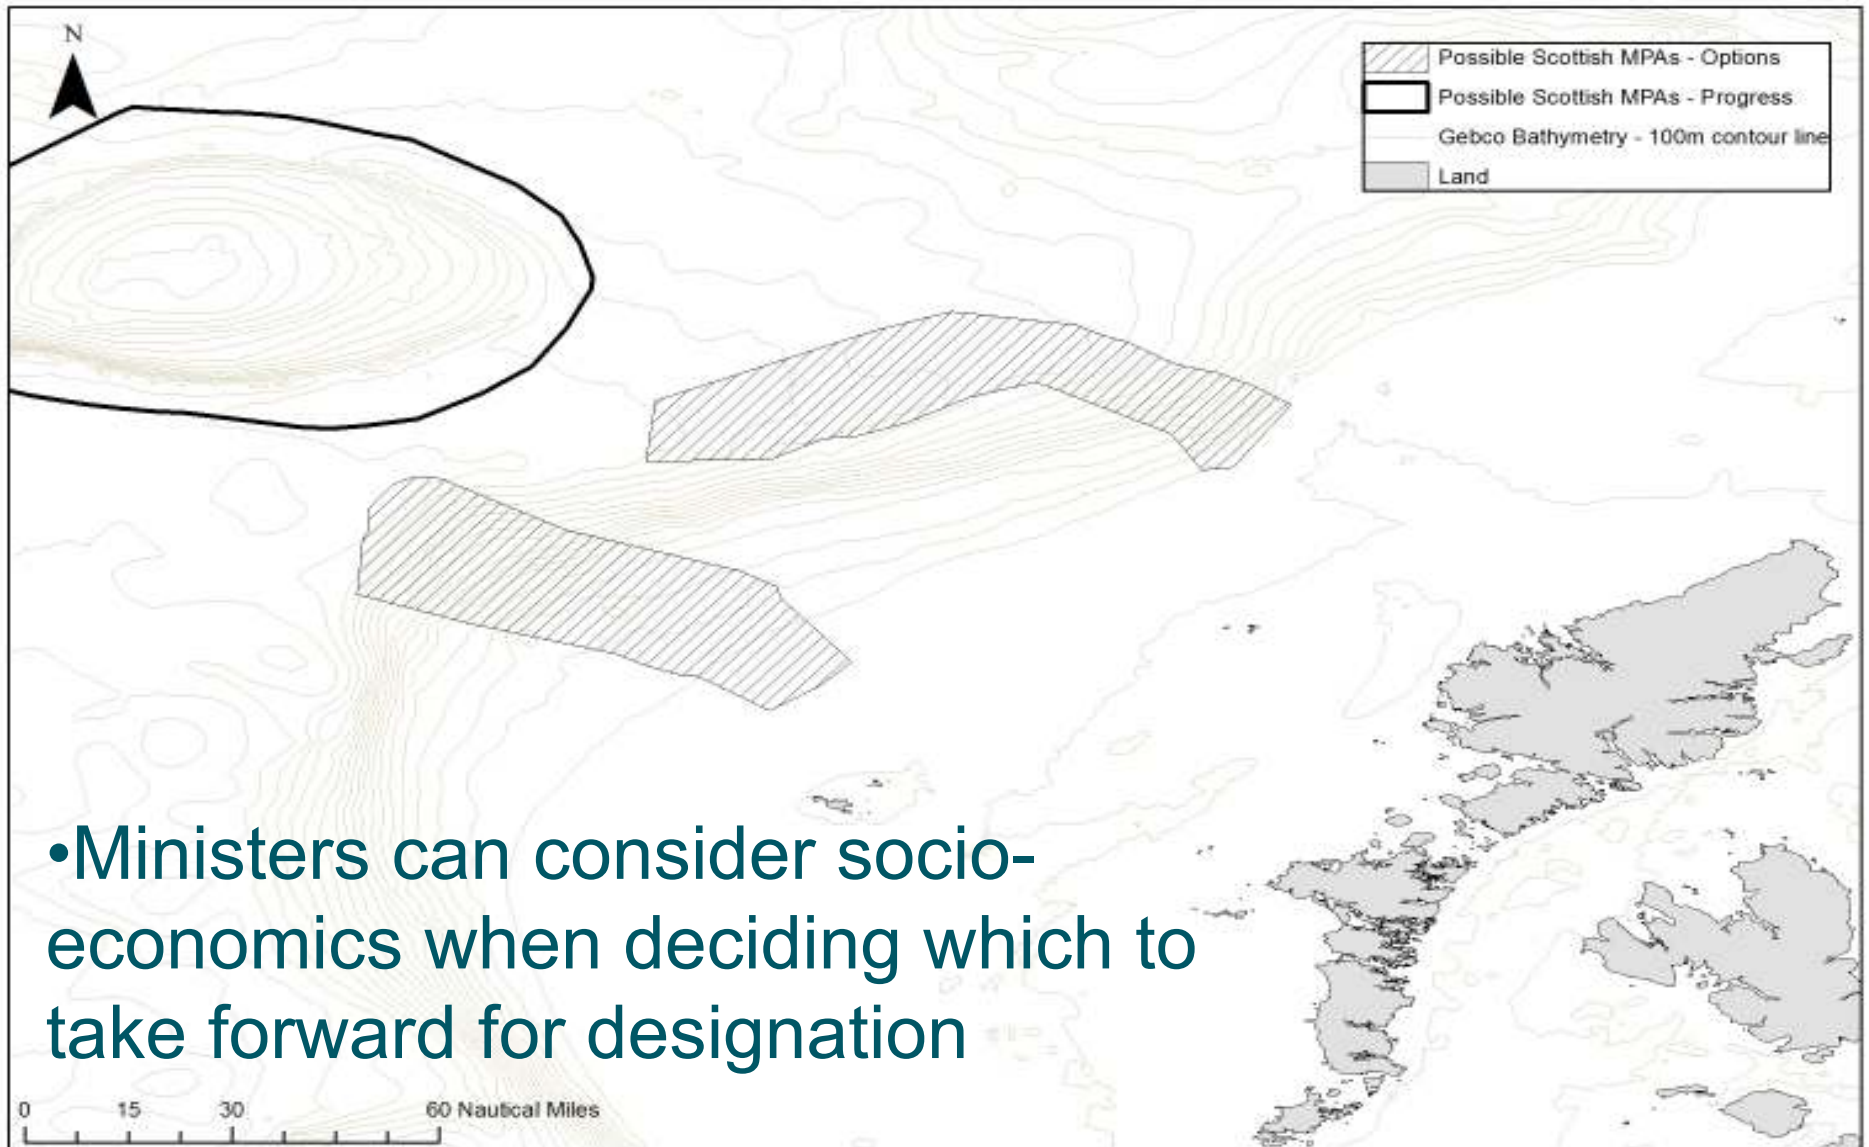 N
Possible Scottish MPAs - Options
Possible Scottish MPAs - Progress
Gebco Bathymetry - 100m contour line
Land
•Ministers can consider socio-
economics when deciding which to
take forward for designation
0 15 30 60 Nautical Miles